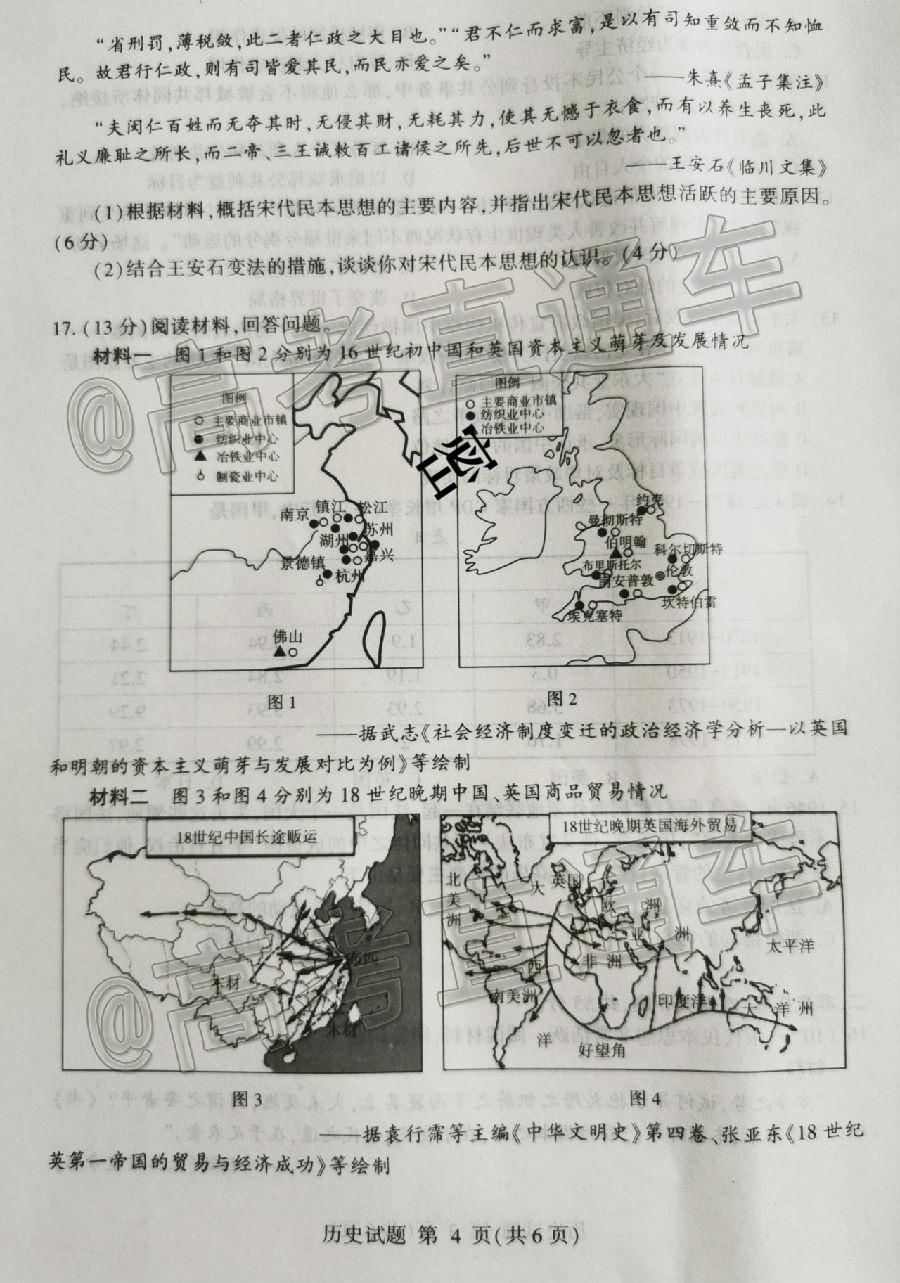 “省刑罚,薄税敛,此二者仁政之大目也。”“君不仁而求富,是以有司知重敛而不知恤
民。故君行仁政,则有司皆爱其民,而民亦爱之矣。”
——朱熹《孟子集注》
“夫闵仁百姓而无夺其时,无侵其财,无耗其力,使其无憾于衣食,而有以养生丧死,此
礼义廉耻之所长,而二帝、三王诚敕百工诸侯之所先,后世不可以忽者也。”
——王安石《临川文集》
(1)根据材料,概括宋代民本思想的主要内容,并指出宋代民本思想活跃的主要原因。
(6分)
(2)结合王安石变法的措施,谈谈你对宋代民本思想的认识。(4分)
17.(13分)阅读材料,回答问题。
材料一 图1和图2分别为16世纪初中国和英国资本主义萌芽及发展情况
图例
主要商业市镇
纺织业中心
冶铁业中心
制瓷业中心
南京
镇江
松江
苏州
湖州
嘉兴
景德镇
杭州
佛山
图例
主要商业市镇
纺织业中心
冶铁业中心
约克
曼彻斯特
伯明翰
科尔切斯特
布里斯托尔
伦敦
南安普敦
坎特伯雷
埃克塞特
密
图1
图2
——据武志《社会经济制度变迁的政治经济学分析—以英国
和明朝的资本主义萌芽与发展对比为例》等绘制
材料二 图3和图4分别为18世纪晚期中国、英国商品贸易情况
18世纪中国长途贩运
木材
布匹
木材
18世纪晚期英国海外贸易
北美洲
大
英国
欧 洲
亚 洲
太平洋
西
非 洲
南美洲
印度洋
大 洋 洲
洋
好望角
图3
图4
——据袁行霈等主编《中华文明史》第四卷、张亚东《18世纪
英第一帝国的贸易与经济成功》等绘制
历史试题 第 4 页(共6页)
@高考直通车
@高考直通车